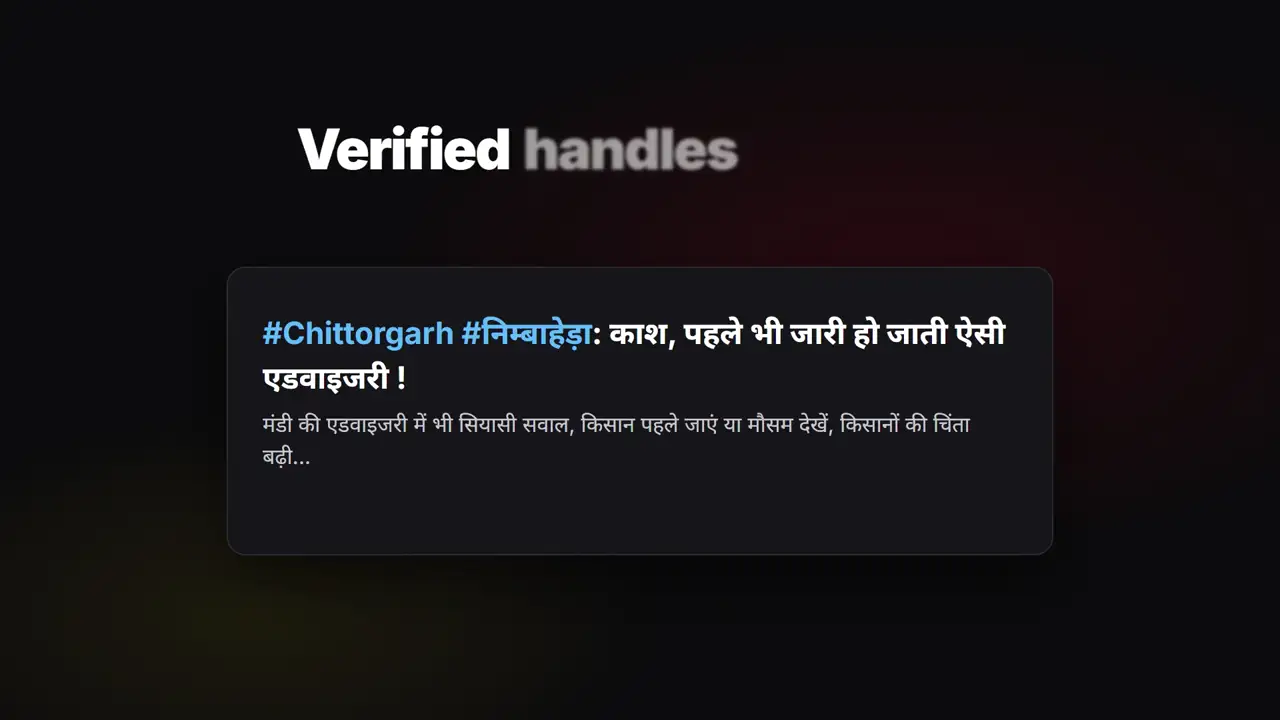 Verified handles
#Chittorgarh #निम्बाहेड़ा: काश, पहले भी जारी हो जाती ऐसी
एडवाइजरी !
मंडी की एडवाइजरी में भी सियासी सवाल, किसान पहले जाएं या मौसम देखें, किसानों की चिंता
बढ़ी...